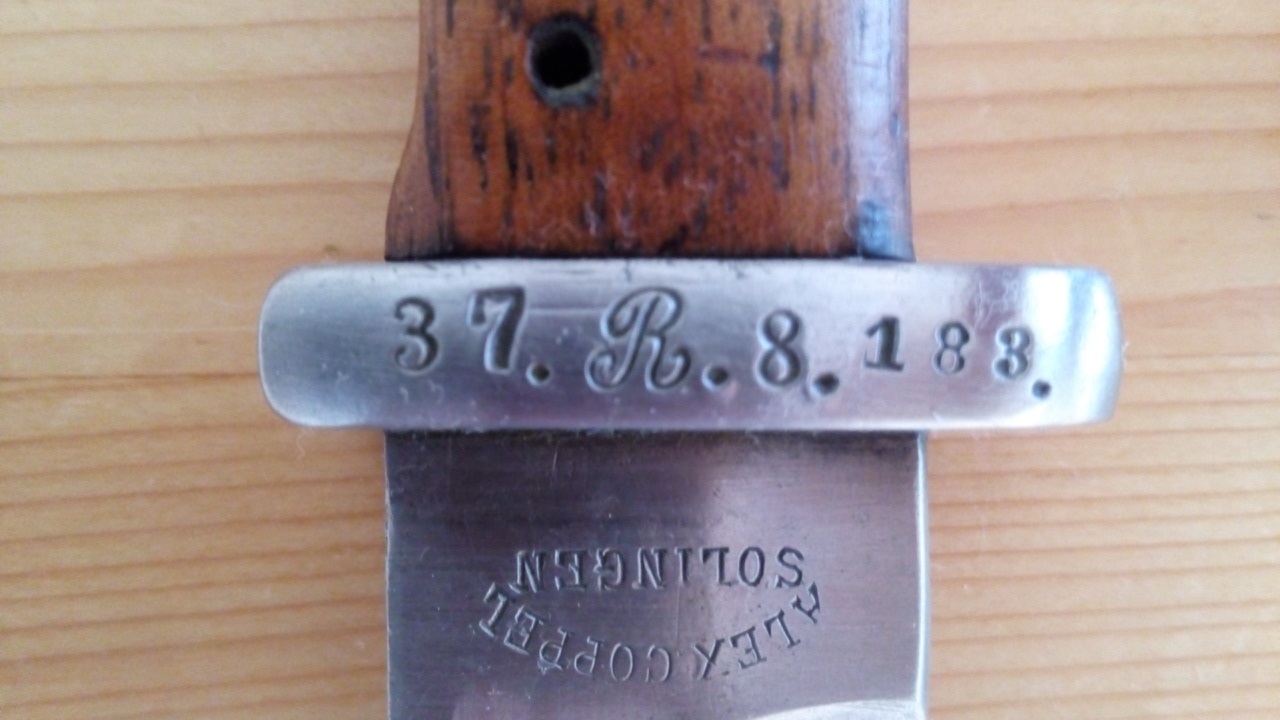 37. R. 8. 183.
ALEX COPPEL
SOLINGEN